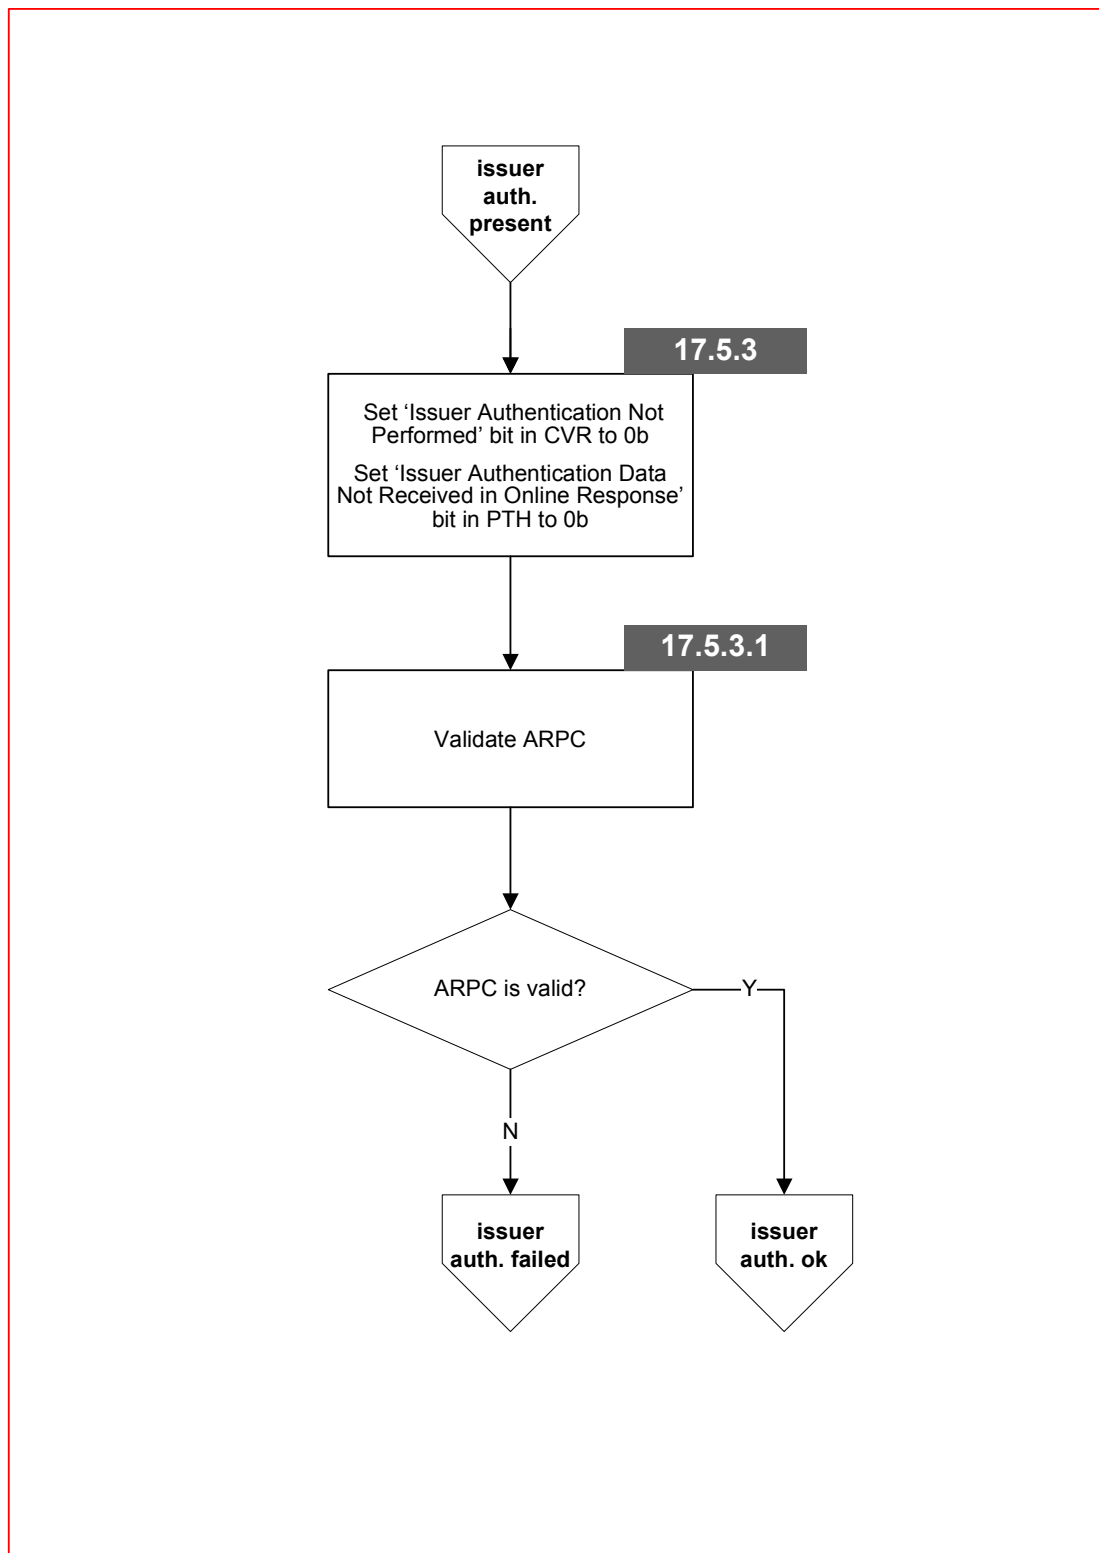 issuer
auth.
present
17.5.3
Set ‘Issuer Authentication Not
Performed’ bit in CVR to 0b
Set ‘Issuer Authentication Data
Not Received in Online Response’
bit in PTH to 0b
17.5.3.1
Validate ARPC
ARPC is valid?
Y
N
issuer
auth. failed
issuer
auth. ok